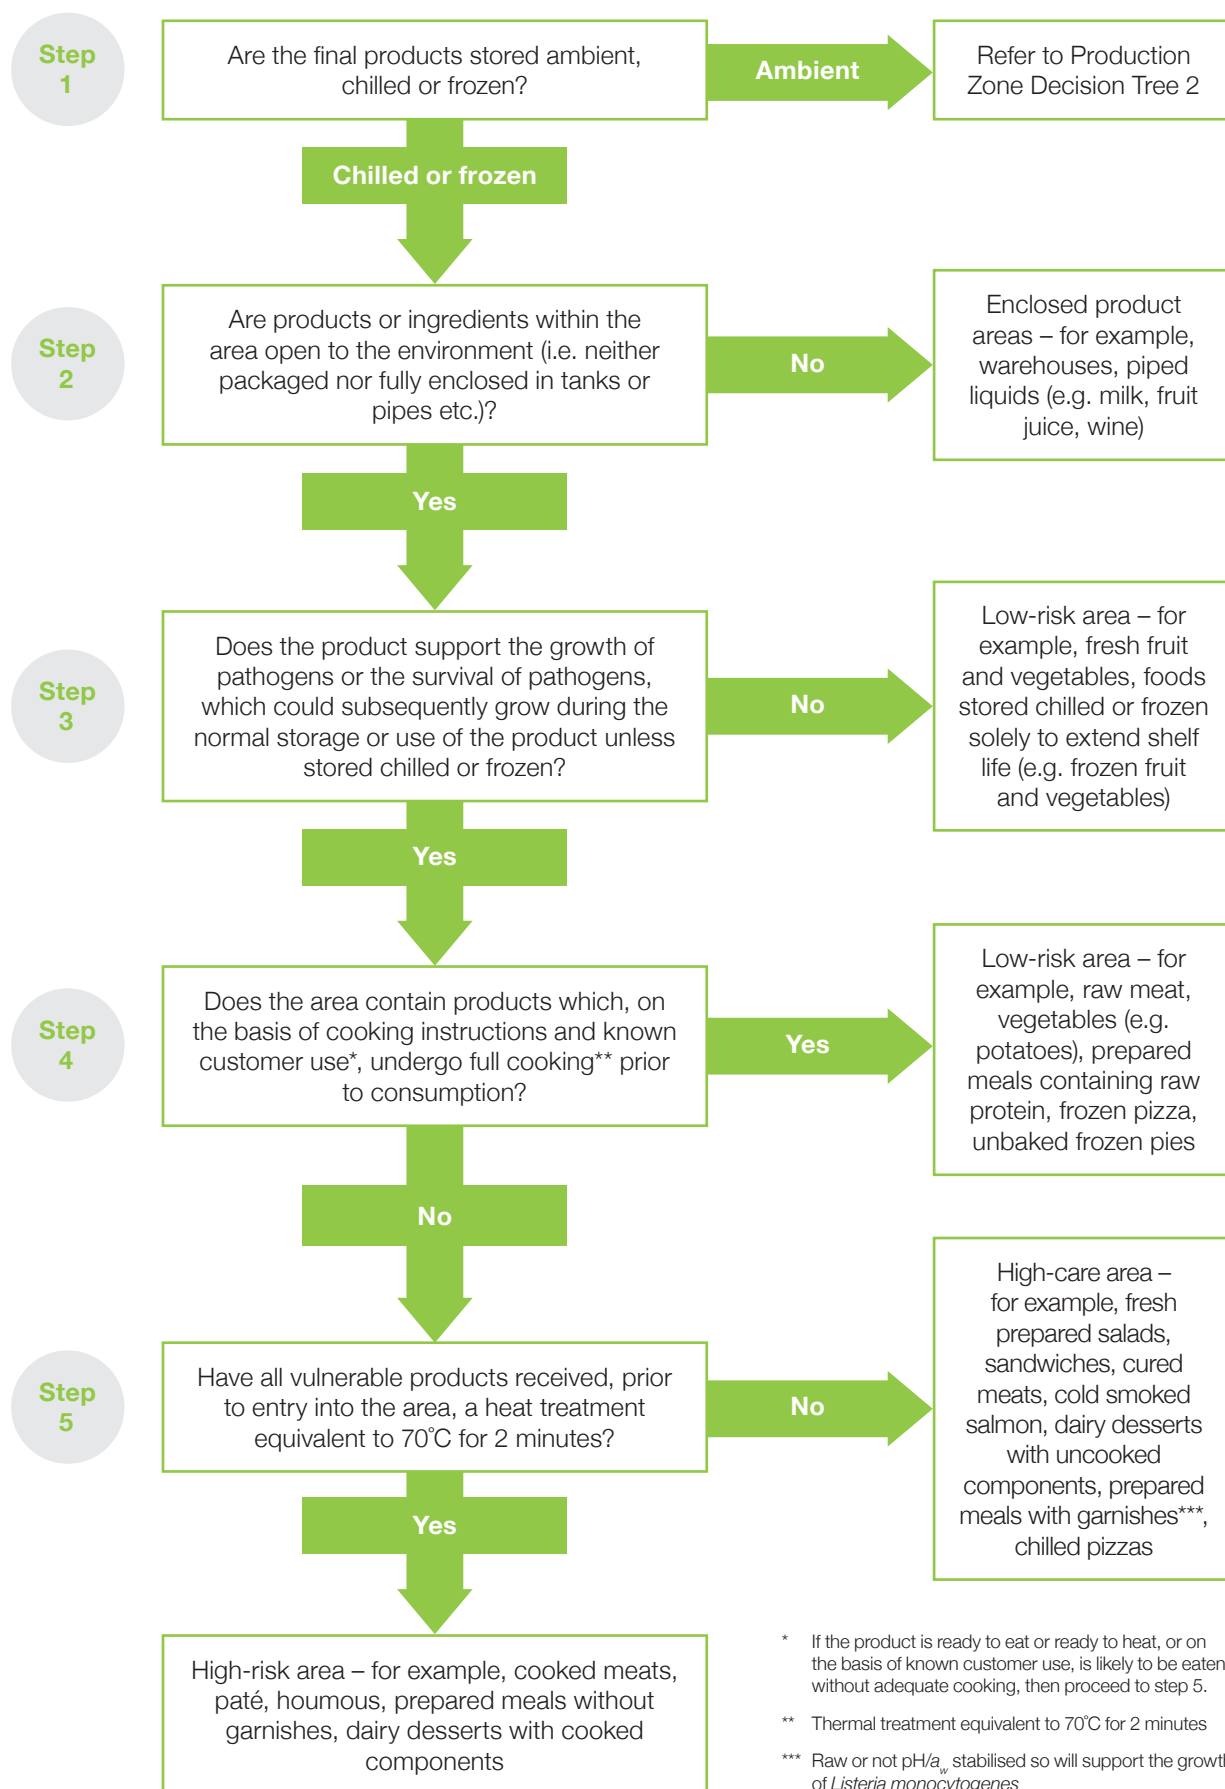 Step
1
Are the final products stored ambient,
chilled or frozen?
Ambient
Refer to Production
Zone Decision Tree 2
Chilled or frozen
Step
2
Are products or ingredients within the
area open to the environment (i.e. neither
packaged nor fully enclosed in tanks or
pipes etc.)?
No
Enclosed product
areas – for example,
warehouses, piped
liquids (e.g. milk, fruit
juice, wine)
Yes
Step
3
Does the product support the growth of
pathogens or the survival of pathogens,
which could subsequently grow during the
normal storage or use of the product unless
stored chilled or frozen?
No
Low-risk area – for
example, fresh fruit
and vegetables, foods
stored chilled or frozen
solely to extend shelf
life (e.g. frozen fruit
and vegetables)
Yes
Step
4
Does the area contain products which, on
the basis of cooking instructions and known
customer use*, undergo full cooking** prior
to consumption?
Yes
Low-risk area – for
example, raw meat,
vegetables (e.g.
potatoes), prepared
meals containing raw
protein, frozen pizza,
unbaked frozen pies
No
Step
5
Have all vulnerable products received, prior
to entry into the area, a heat treatment
equivalent to 70°C for 2 minutes?
No
High-care area –
for example, fresh
prepared salads,
sandwiches, cured
meats, cold smoked
salmon, dairy desserts
with uncooked
components, prepared
meals with garnishes***,
chilled pizzas
Yes
High-risk area – for example, cooked meats,
paté, houmous, prepared meals without
garnishes, dairy desserts with cooked
components
* If the product is ready to eat or ready to heat, or on
the basis of known customer use, is likely to be eaten
without adequate cooking, then proceed to step 5.
** Thermal treatment equivalent to 70°C for 2 minutes
*** Raw or not pH/aw stabilised so will support the growth
of Listeria monocytogenes